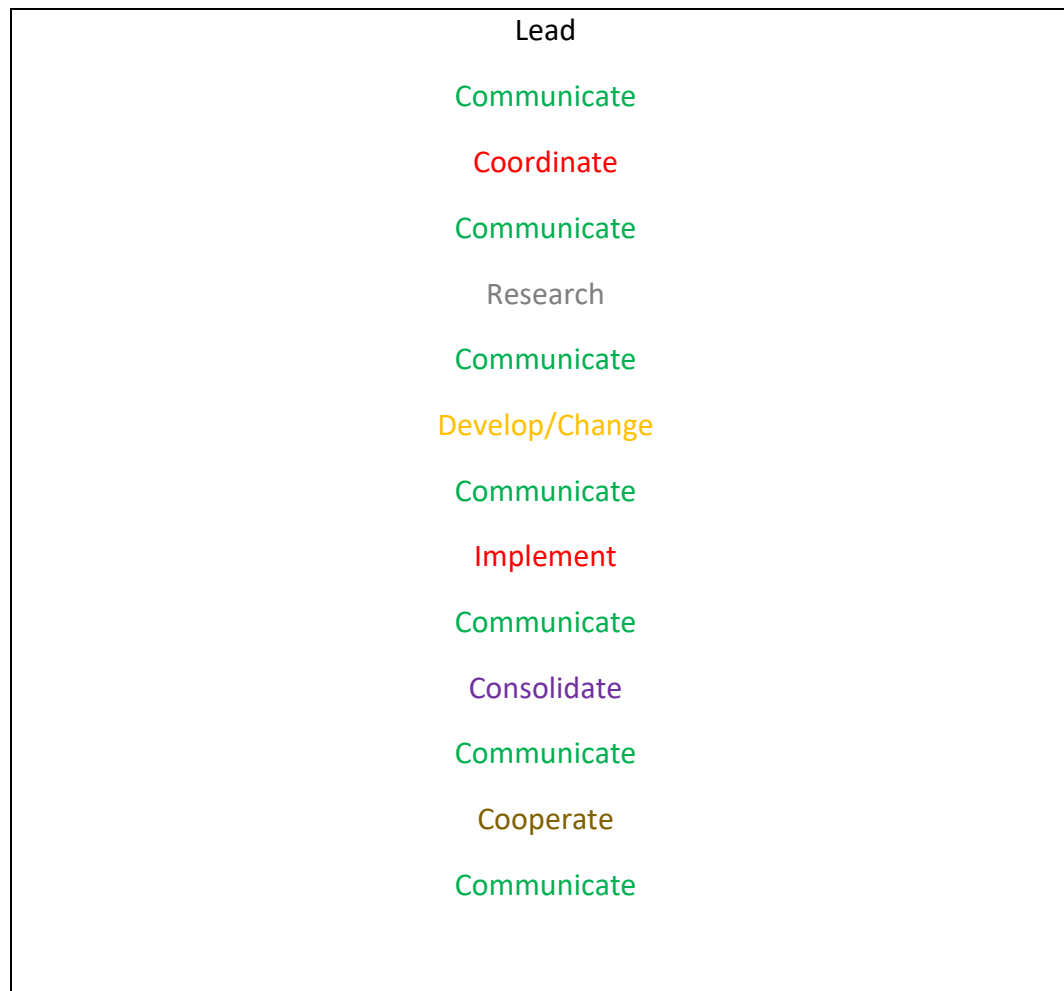 Lead
Communicate
Coordinate
Communicate
Research
Communicate
Develop/Change
Communicate
Implement
Communicate
Consolidate
Communicate
Cooperate
Communicate